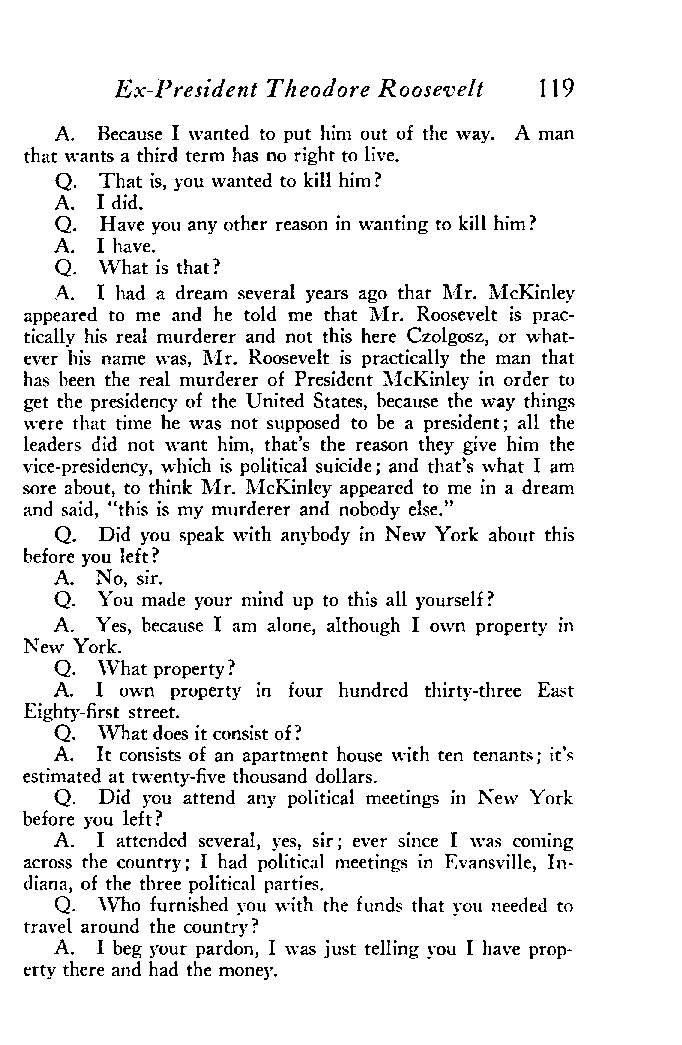 Ex-President Theodore Roosevelt 119
A. Because I wanted to put him out of the way. A man
that wants a third term has no right to live.
Q. That is, you wanted to kill him?
A. I did.
Q. Have you any other reason in wanting to kill him?
A. I have.
Q. What is that?
A. I had a dream several years ago that Mr. McKinley
appeared to me and he told me that Mr. Roosevelt is prac-
tically his real murderer and not this here Czolgosz, or what-
ever his name was, Mr. Roosevelt is practically the man that
has been the real murderer of President McKinley in order to
get the presidency of the United States, because the way things
were that time he was not supposed to be a president; all the
leaders did not want him, that's the reason they give him the
vice-presidency, which is political suicide; and that's what I am
sore about, to think Mr. McKinley appeared to me in a dream
and said, "this is my murderer and nobody else."
Q. Did you speak with anybody in New York about this
before you left?
A. No, sir.
Q. You made your mind up to this all yourself?
A. Yes, because I am alone, although I own property in
New York.
Q. What property?
A. I own property in four hundred thirty-three East
Eighty-first street.
Q. What does it consist of?
A. It consists of an apartment house with ten tenants; it's
estimated at twenty-five thousand dollars.
Q. Did you attend any political meetings in New York
before you left?
A. I attended several, yes, sir; ever since I was coming
across the country; I had political meetings in Evansville, In-
diana, of the three political parties.
Q. Who furnished you with the funds that you needed to
travel around the country?
A. I beg your pardon, I was just telling you I have prop-
erty there and had the money.